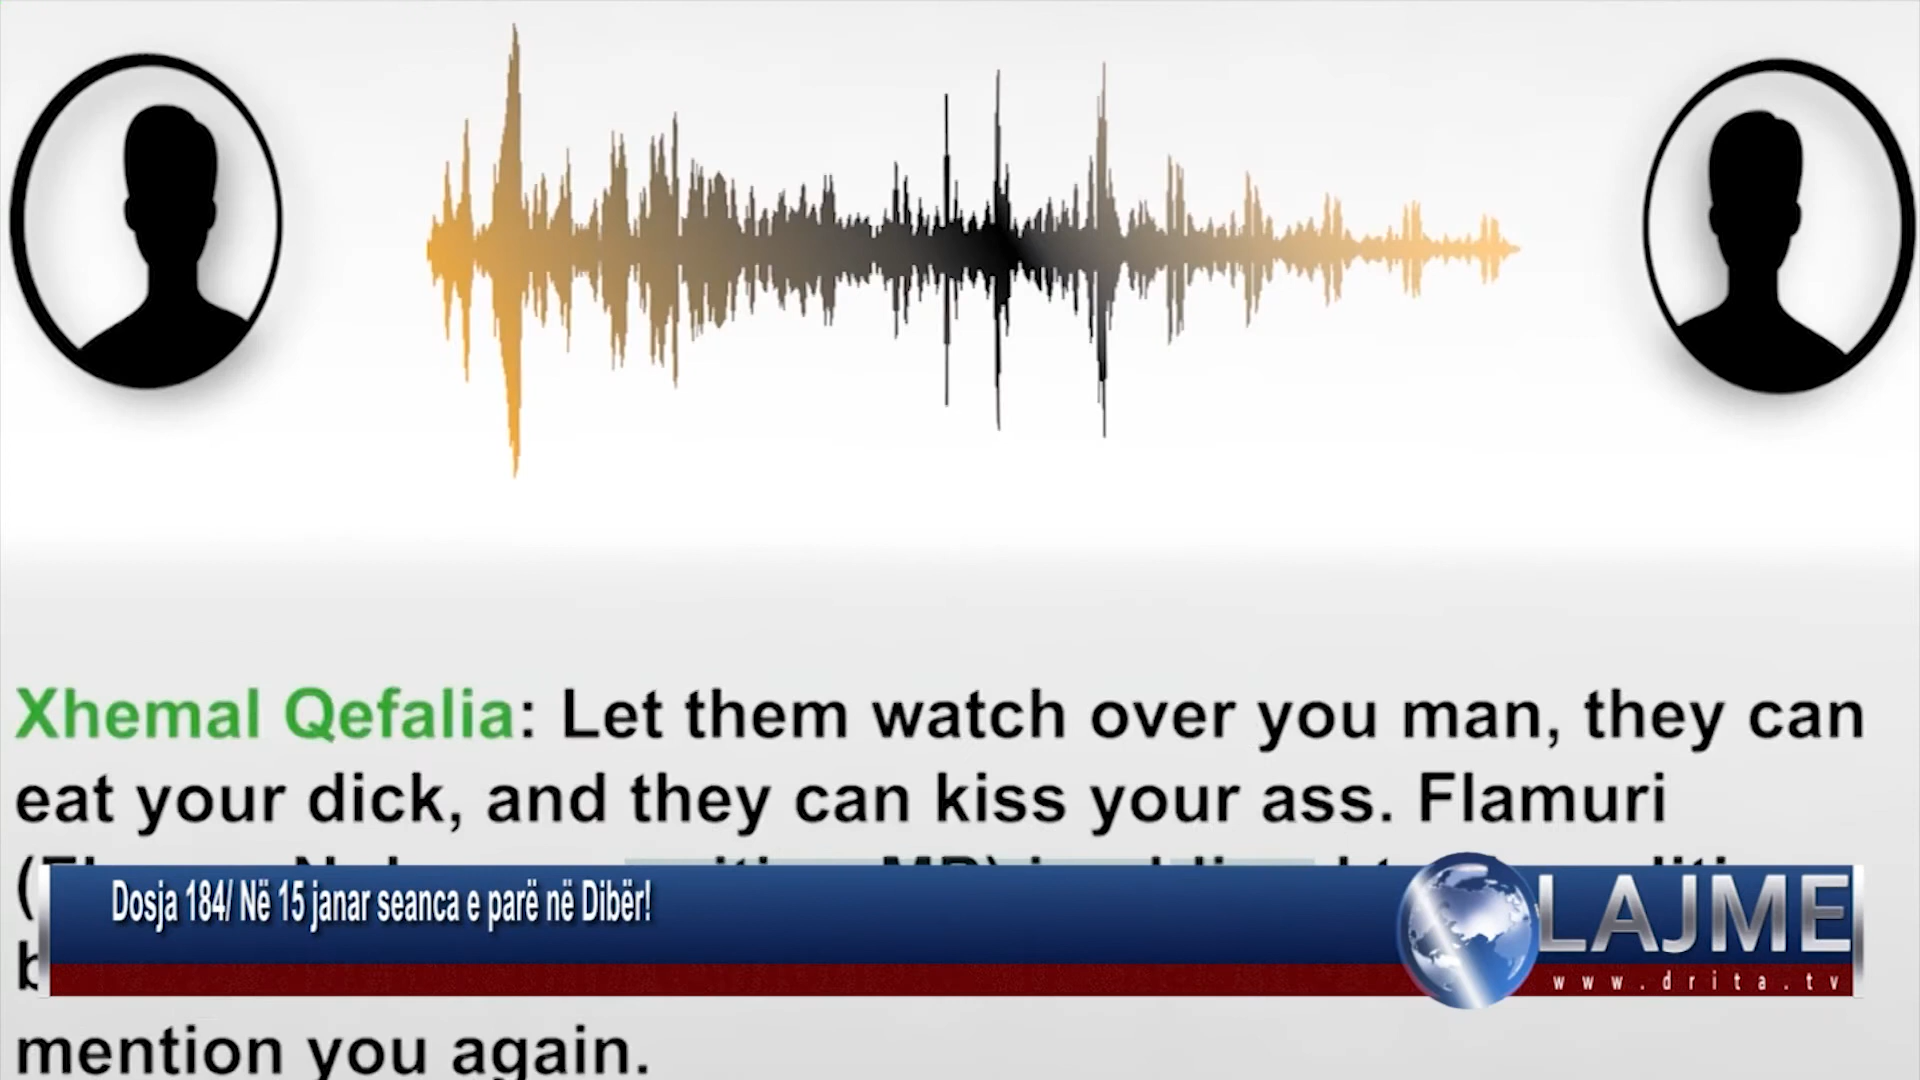 Xhemal Qefalia: Let them watch over you man, they can
eat your dick, and they can kiss your ass. Flamuri
Dosja 184/ Në 15 janar seanca e parë në Dibër!
LAJME
www.drita.tv
mention you again.